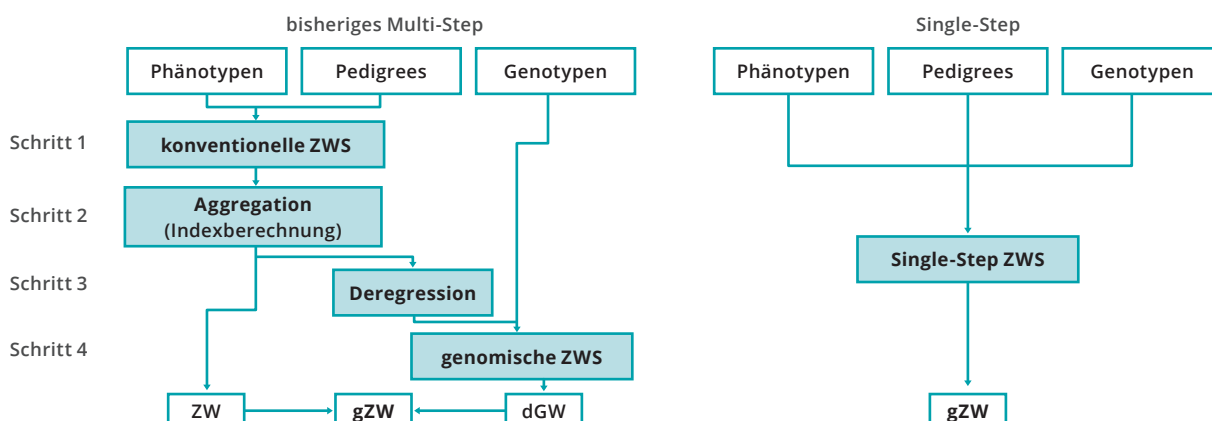 bisheriges Multi-Step
Single-Step
Phänotypen
Pedigrees
Genotypen
Phänotypen
Pedigrees
Genotypen
Schritt 1
konventionelle ZWS
Schritt 2
Aggregation
(Indexberechnung)
Single-Step ZWS
Schritt 3
Deregression
Schritt 4
genomische ZWS
ZW
gZW
dGW
gZW